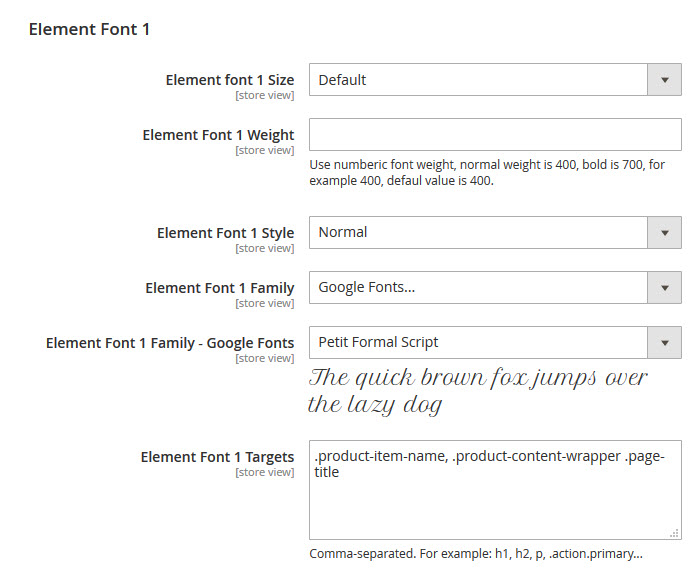 Element Font 1
Element font 1 Size
Default
[store view]
Element Font 1 Weight
[store view]
Use numberic font weight, normal weight is 400, bold is 700, for
example 400, defaul value is 400.
Element Font 1 Style
Normal
[store view]
Element Font 1 Family
Google Fonts...
[store view]
Element Font 1 Family - Google Fonts
Petit Formal Script
[store view]
The quick brown fox jumps over
the lazy dog
Element Font 1 Targets
[store view]
.product-item-name, .product-content-wrapper .page-
title
Comma-separated. For example: h1, h2, p, .action.primary...